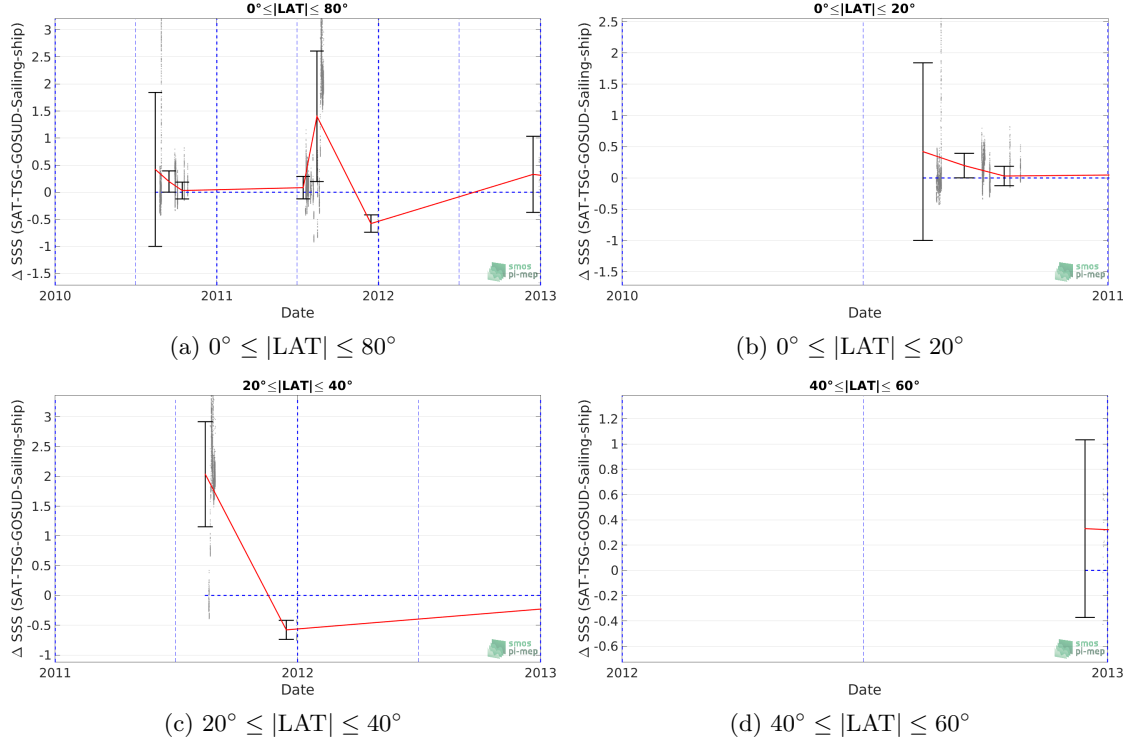 0°≤|LAT|≤ 80°
Δ SSS (SAT-TSG-GOSUD-Sailing-ship)
3
2.5
2
1.5
1
0.5
0
-0.5
-1
-1.5
2010
2011
2012
2013
Date
smos
pi-mep
(a) 0° ≤ |LAT| ≤ 80°
0°≤|LAT|≤ 20°
Δ SSS (SAT-TSG-GOSUD-Sailing-ship)
2.5
2
1.5
1
0.5
0
-0.5
-1
-1.5
2010
2011
Date
smos
pi-mep
(b) 0° ≤ |LAT| ≤ 20°
20°≤|LAT|≤ 40°
Δ SSS (SAT-TSG-GOSUD-Sailing-ship)
3
2.5
2
1.5
1
0.5
0
-0.5
-1
2011
2012
2013
Date
smos
pi-mep
(c) 20° ≤ |LAT| ≤ 40°
40°≤|LAT|≤ 60°
Δ SSS (SAT-TSG-GOSUD-Sailing-ship)
1.2
1
0.8
0.6
0.4
0.2
0
-0.2
-0.4
-0.6
2012
2013
Date
smos
pi-mep
(d) 40° ≤ |LAT| ≤ 60°